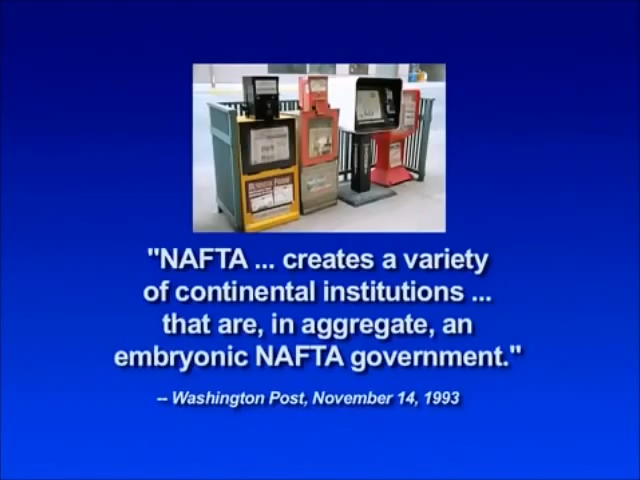 "NAFTA ... creates a variety
of continental institutions ...
that are, in aggregate, an
embryonic NAFTA government."
-- Washington Post, November 14, 1993